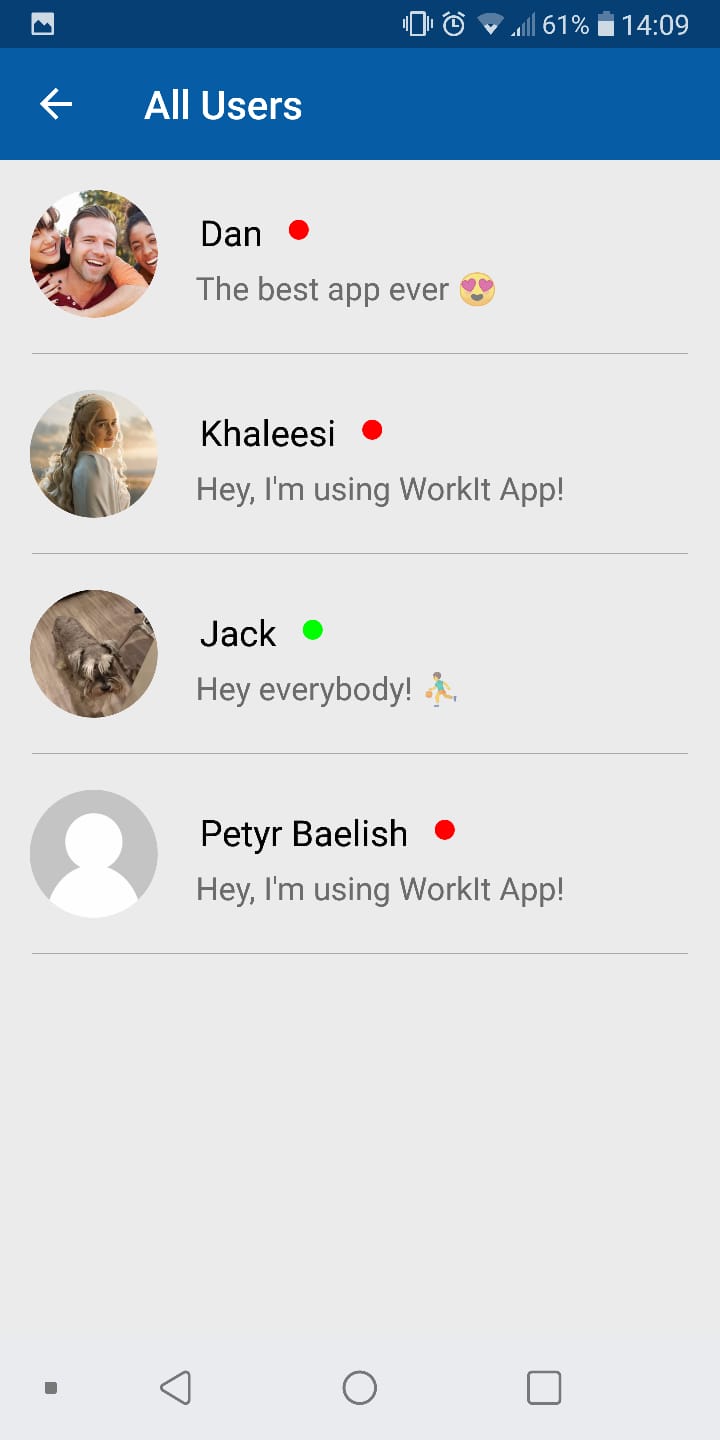 61% 14:09
All Users
Dan
The best app ever 😍
Khaleesi
Hey, I'm using WorkIt App!
Jack
Hey everybody! ⛹🏼‍♂️
Petyr Baelish
Hey, I'm using WorkIt App!